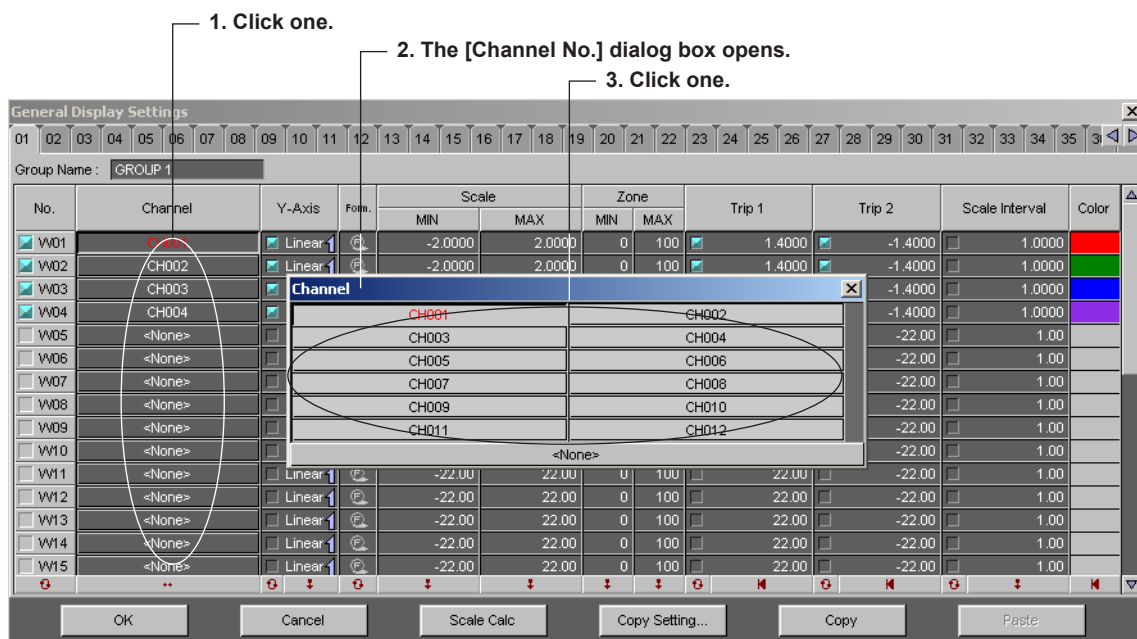 1. Click one.
2. The [Channel No.] dialog box opens.
3. Click one.
General Display Settings
01 02 03 04 05 06 07 08 09 10 11 12 13 14 15 16 17 18 19 20 21 22 23 24 25 26 27 28 29 30 31 32 33 34 35
Group Name : GROUP 1
No. Channel Y-Axis Form. Scale Zone Trip 1 Trip 2 Scale Interval Color
MIN MAX MIN MAX
W01 CH001 Linear -2.0000 2.0000 0 100 1.4000 -1.4000 1.0000
W02 CH002 Linear -2.0000 2.0000 0 100 1.4000 -1.4000 1.0000
W03 CH003 -1.4000 1.0000
W04 CH004 -1.4000 1.0000
W05 <None> -22.00 1.00
W06 <None> -22.00 1.00
W07 <None> -22.00 1.00
W08 <None> -22.00 1.00
W09 <None> -22.00 1.00
W10 <None> -22.00 1.00
W11 <None> Linear -22.00 22.00 0 100 22.00 -22.00 1.00
W12 <None> Linear -22.00 22.00 0 100 22.00 -22.00 1.00
W13 <None> Linear -22.00 22.00 0 100 22.00 -22.00 1.00
W14 <None> Linear -22.00 22.00 0 100 22.00 -22.00 1.00
W15 <None> Linear -22.00 22.00 0 100 22.00 -22.00 1.00
Channel
CH001 CH002
CH003 CH004
CH005 CH006
CH007 CH008
CH009 CH010
CH011 CH012
<None>
OK Cancel Scale Calc Copy Setting... Copy Paste